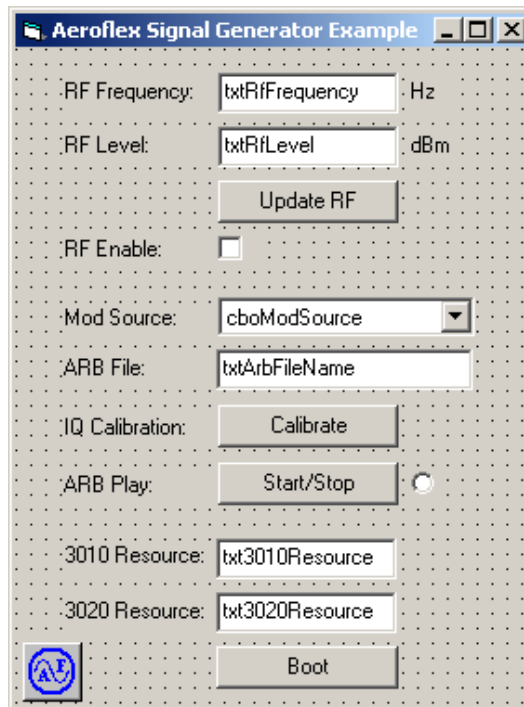 Aeroflex Signal Generator Example
RF Frequency: txtRfFrequency Hz
RF Level: txtRfLevel dBm
Update RF
RF Enable:
Mod Source: cboModSource
ARB File: txtArbFileName
IQ Calibration: Calibrate
ARB Play: Start/Stop
3010 Resource: txt3010Resource
3020 Resource: txt3020Resource
AF Boot